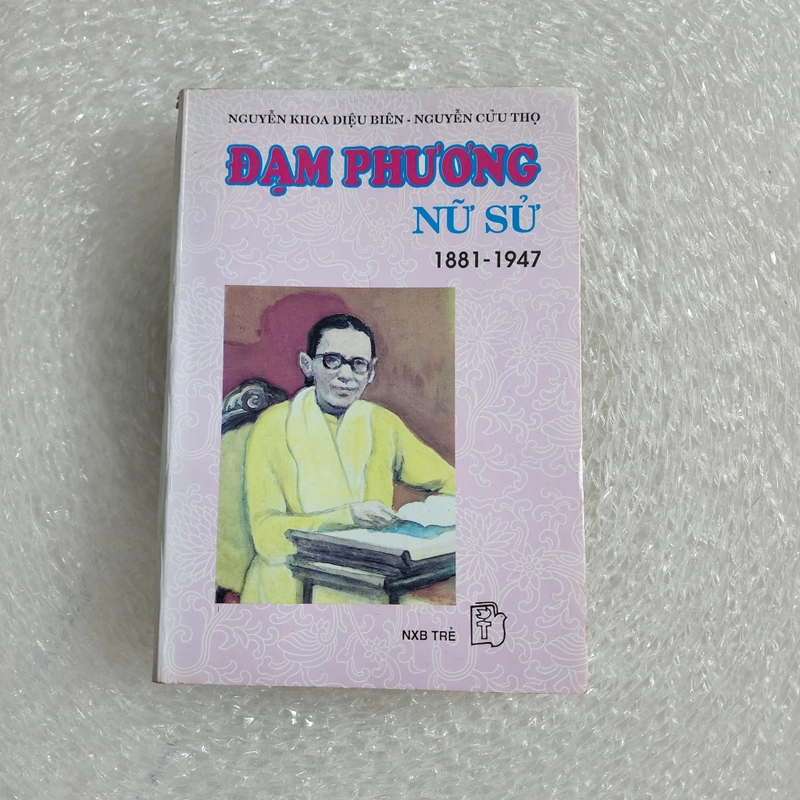 NGUYỄN KHOA DIỆU BIÊN - NGUYỄN CỬU THỌ
ĐẠM PHƯƠNG
NỮ SỬ
1881-1947
NXB TRẺ